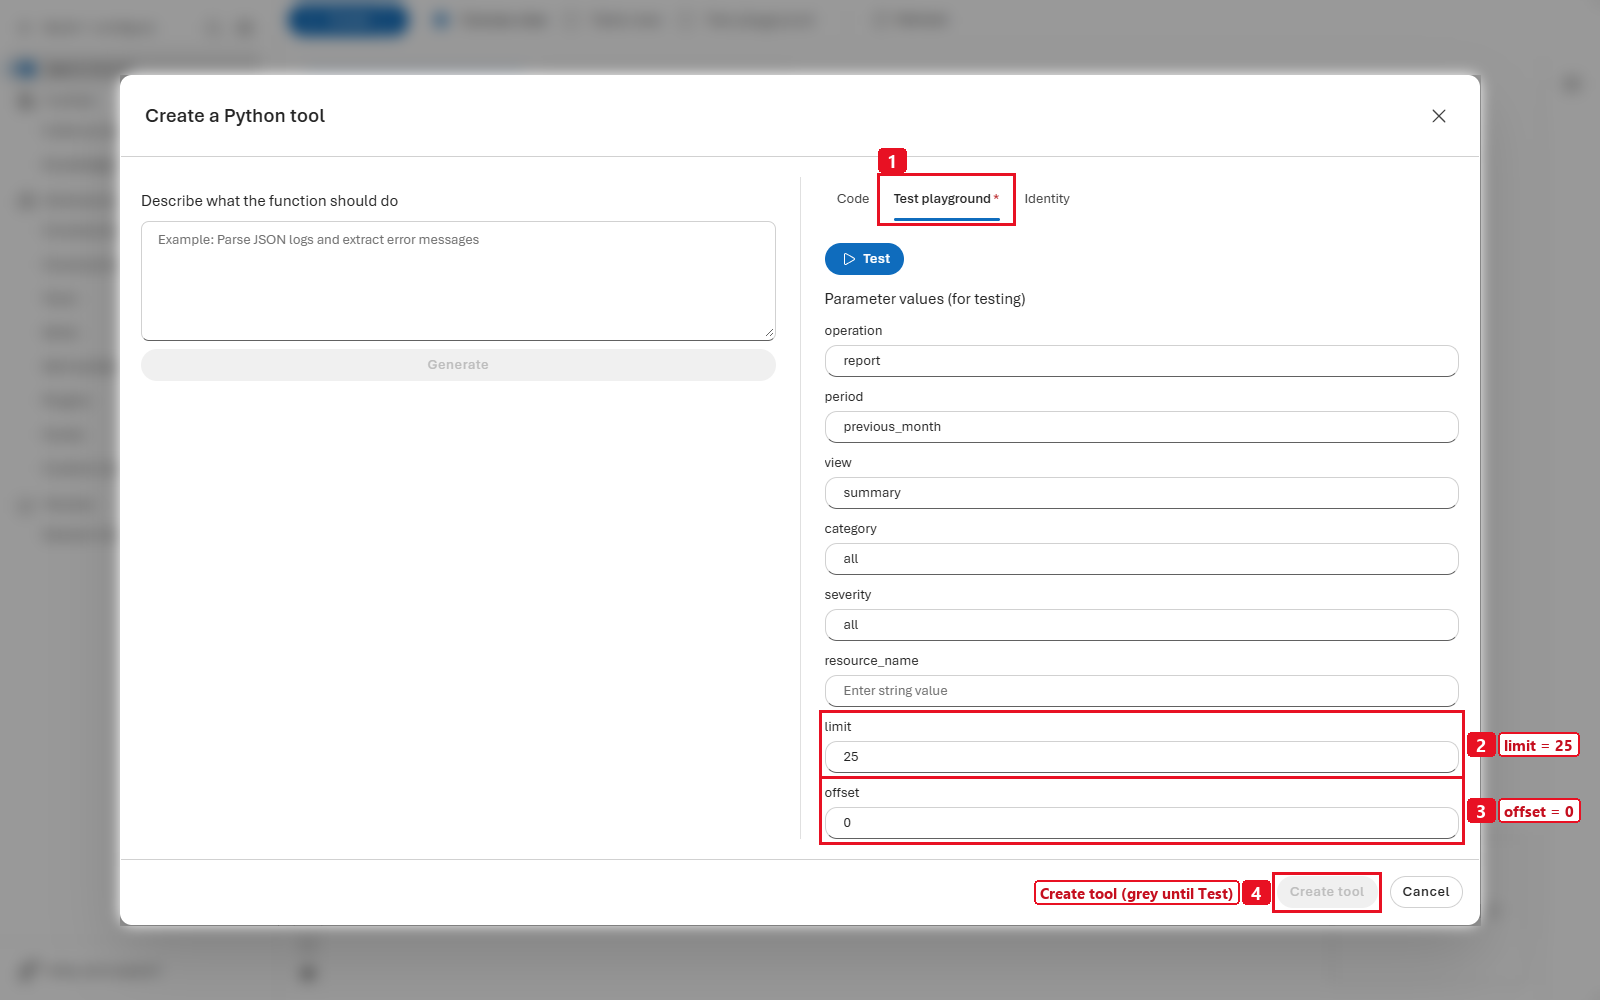 Create a Python tool
1
Describe what the function should do
Example: Parse JSON logs and extract error messages
Generate
Code
Test playground *
Identity
Test
Parameter values (for testing)
operation
report
period
previous_month
view
summary
category
all
severity
all
resource_name
Enter string value
limit
25
2 limit = 25
offset
0
3 offset = 0
Create tool (grey until Test) 4
Create tool
Cancel